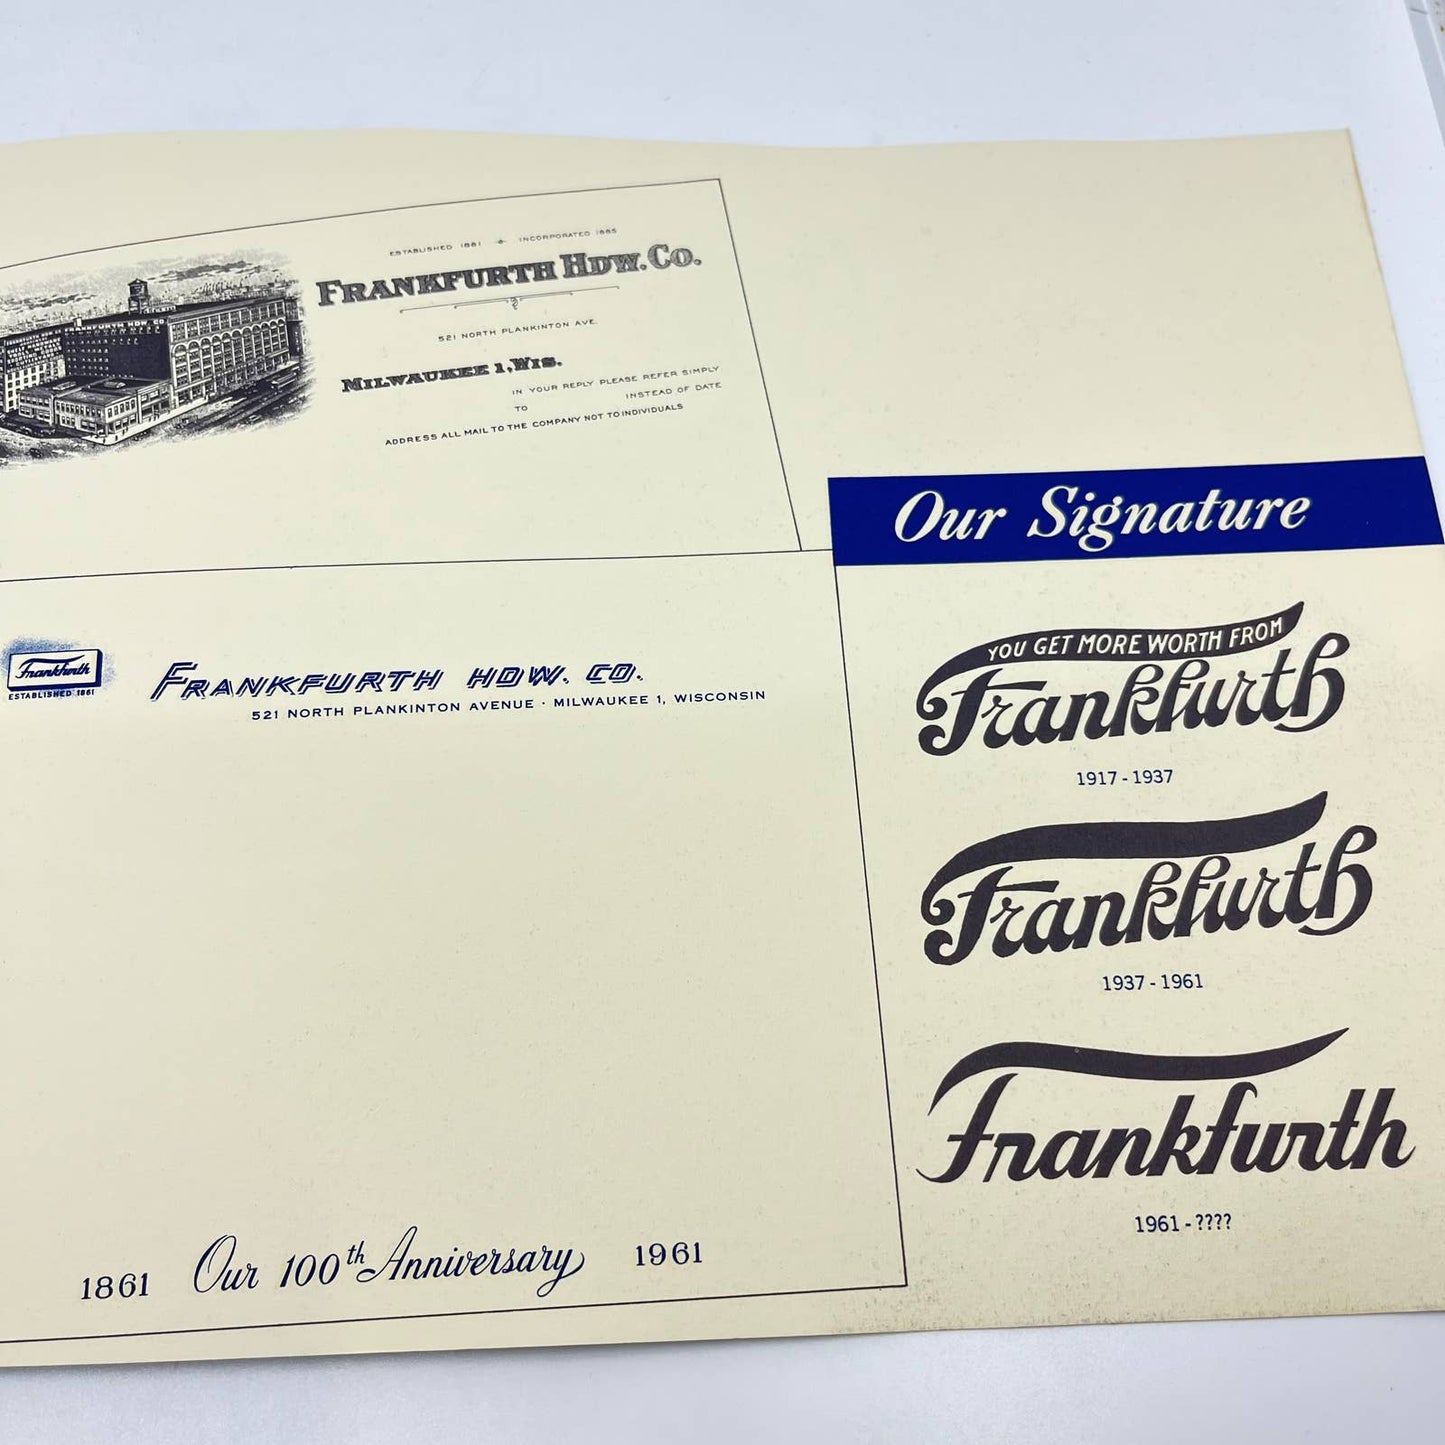 ESTABLISHED 1861 INCORPORATED 1885
FRANKFURTH HDW. CO.
521 NORTH PLANKINTON AVE.
MILWAUKEE 1, WIS.
IN YOUR REPLY PLEASE REFER SIMPLY
TO INSTEAD OF DATE
ADDRESS ALL MAIL TO THE COMPANY NOT TO INDIVIDUALS
FRANKFURTH HDW. CO.
Frankfurth
ESTABLISHED 1861
FRANKFURTH HDW. CO.
521 NORTH PLANKINTON AVENUE · MILWAUKEE 1, WISCONSIN
1861 Our 100th Anniversary 1961
Our Signature
YOU GET MORE WORTH FROM
Frankfurth
1917 - 1937
Frankfurth
1937 - 1961
Frankfurth
1961 - ????